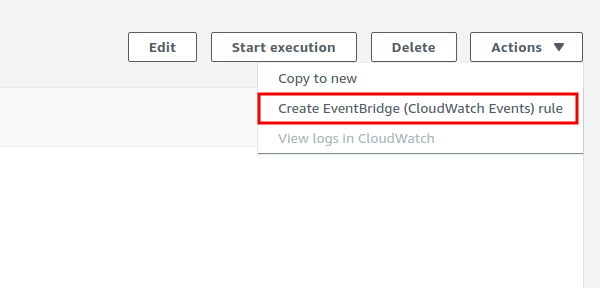 Edit
Start execution
Delete
Actions
Copy to new
Create EventBridge (CloudWatch Events) rule
View logs in CloudWatch